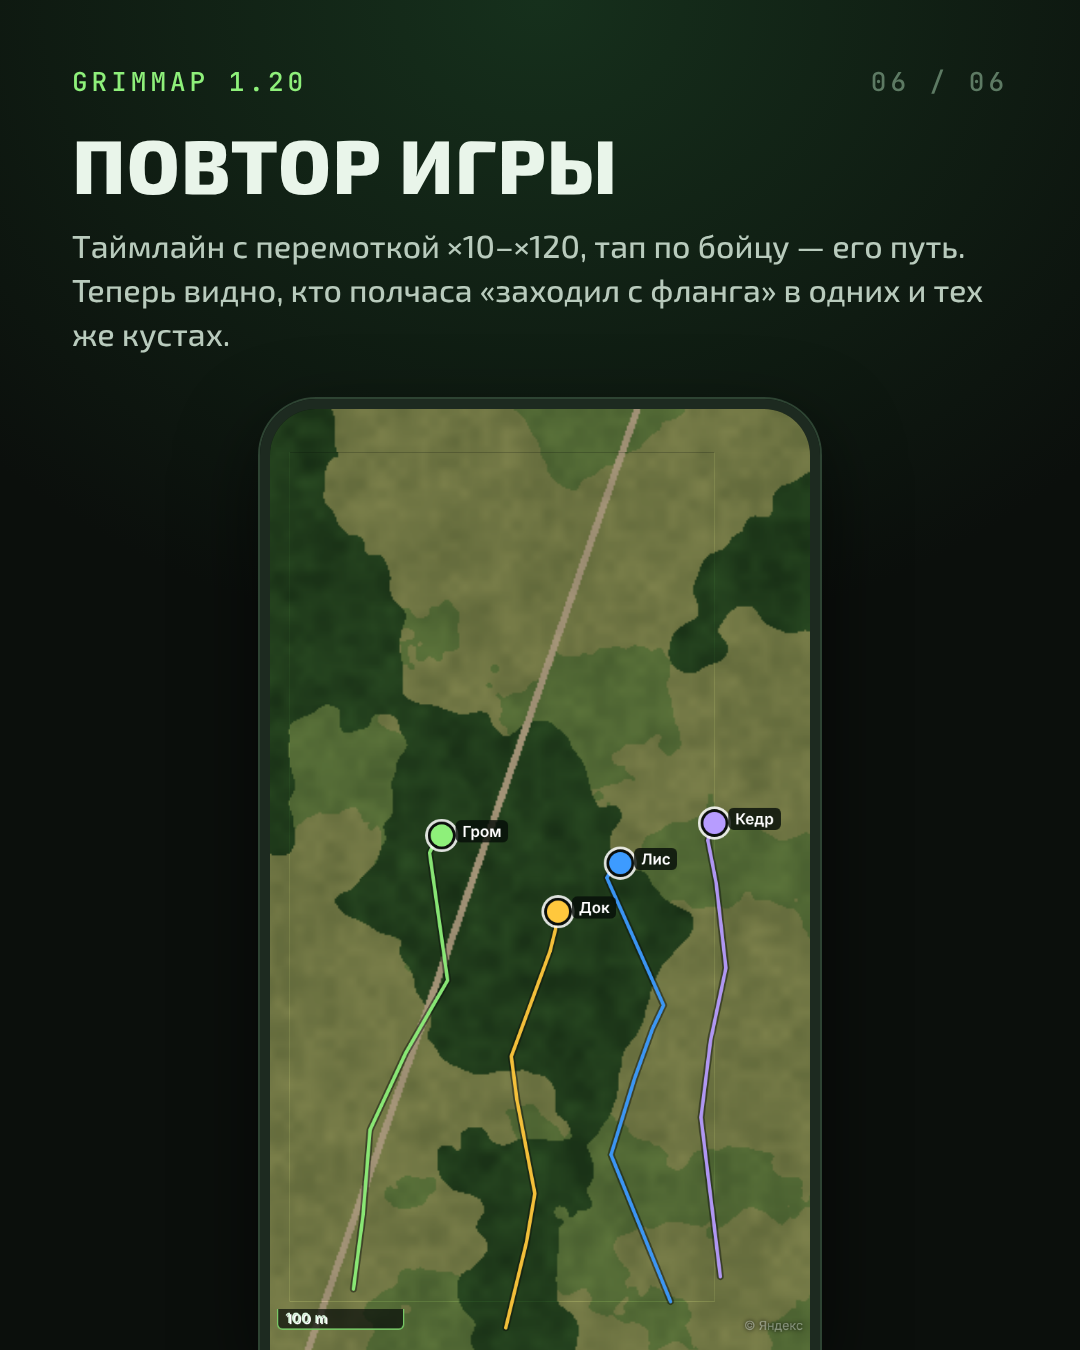 GRIMMAP 1.20
06 / 06
ПОВТОР ИГРЫ
Таймлайн с перемоткой ×10–×120, тап по бойцу — его путь.
Теперь видно, кто полчаса «заходил с фланга» в одних и тех
же кустах.
Кедр
Гром
Лис
Док
100 m
© Яндекс